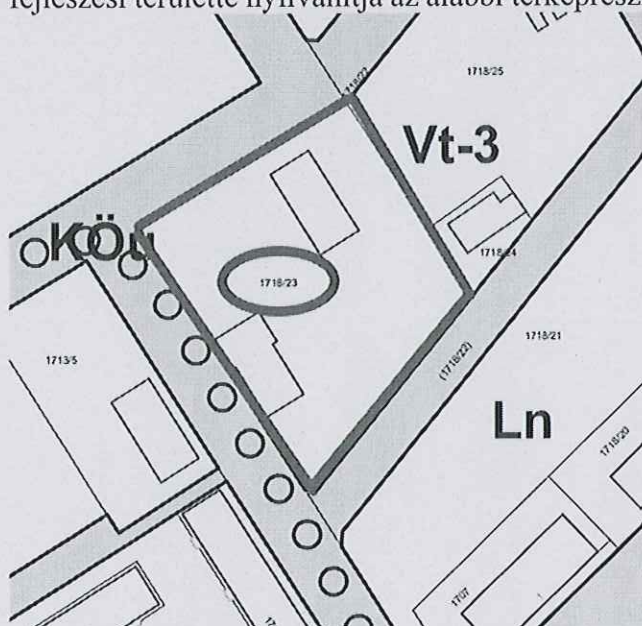 fejlesztési területté nyilvánítja az alábbi térképrész
1718/25
Vt-3
KÖu
1718/24
1718/23
1718/21
1713/5
(1718/22)
Ln
1718/20
1707